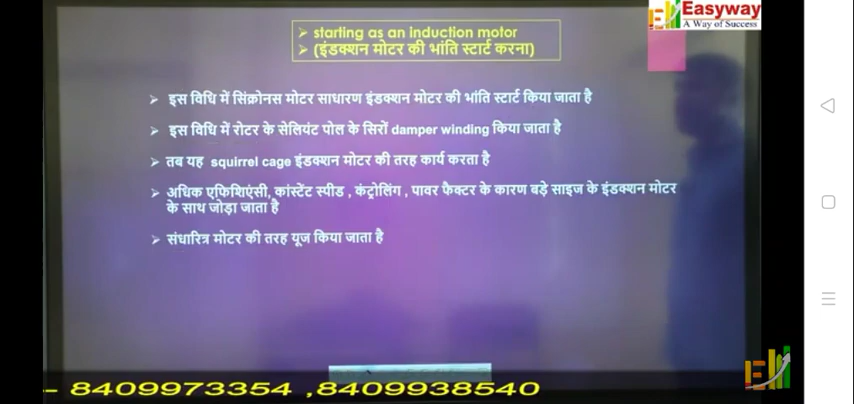 Easyway
A Way of Success
➤ starting as an induction motor
➤ (इंडक्शन मोटर की भांति स्टार्ट करना)
➤ इस विधि में सिंक्रोनस मोटर साधारण इंडक्शन मोटर की भांति स्टार्ट किया जाता है
➤ इस विधि में रोटर के सेलियंट पोल के सिरों damper winding किया जाता है
➤ तब यह squirrel cage इंडक्शन मोटर की तरह कार्य करता है
➤ अधिक एफिशिएंसी, कांस्टेंट स्पीड , कंट्रोलिंग , पावर फैक्टर के कारण बड़े साइज के इंडक्शन मोटर
के साथ जोड़ा जाता है
➤ संधारित्र मोटर की तरह यूज किया जाता है
– 8409973354 ,8409938540